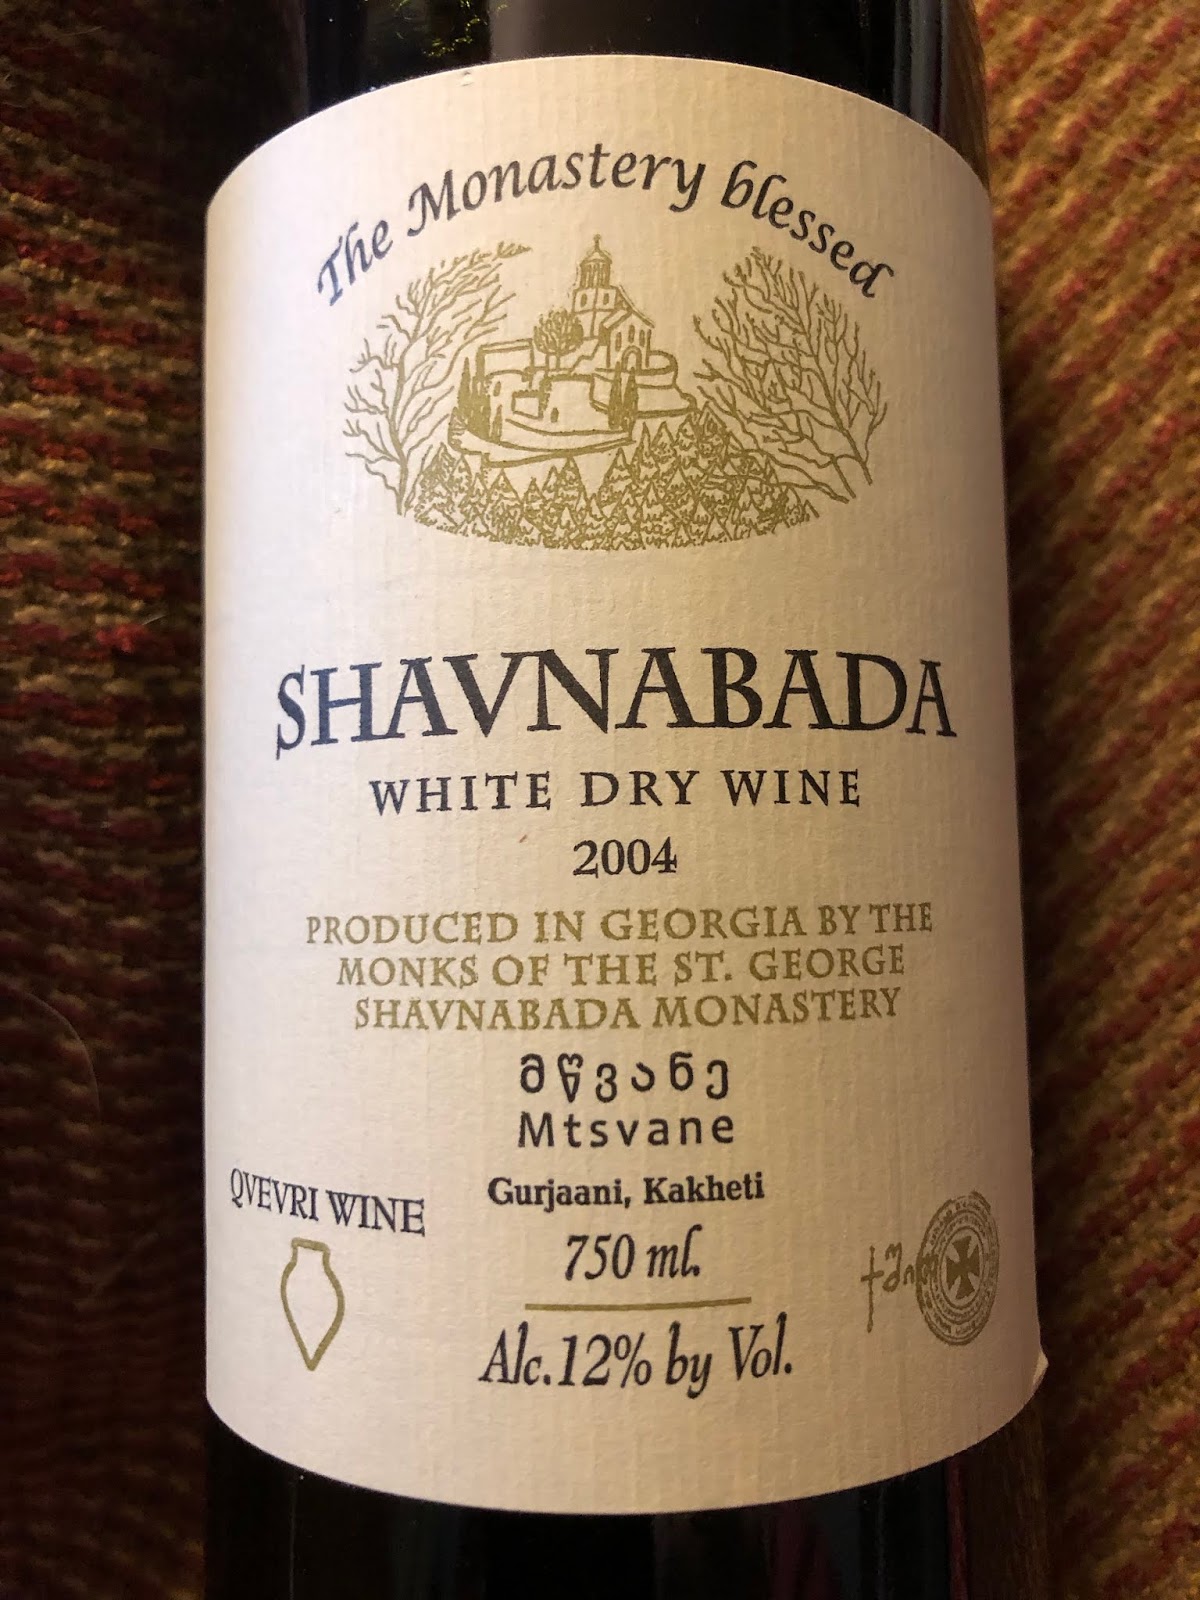 The Monastery blessed
SHAVNABADA
WHITE DRY WINE
2004
PRODUCED IN GEORGIA BY THE
MONKS OF THE ST. GEORGE
SHAVNABADA MONASTERY
მწვანე
Mtsvane
Gurjaani, Kakheti
QVEVRI WINE
750 ml.
Alc.12% by Vol.